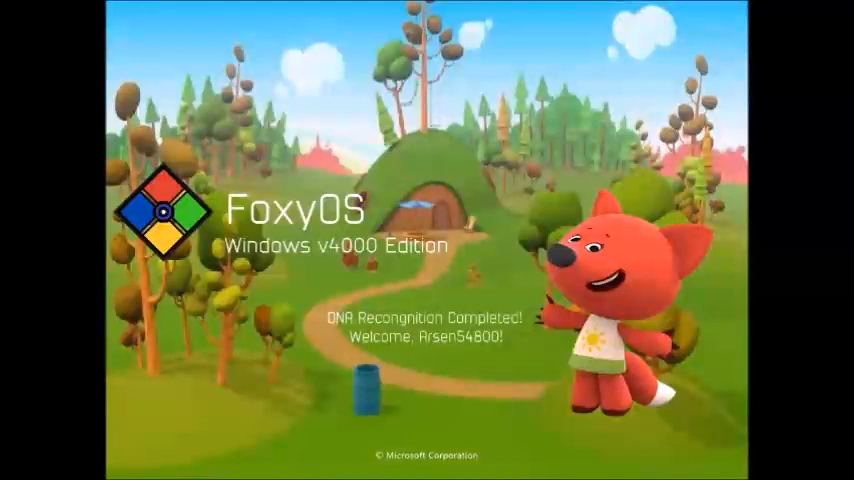 FoxyOS
Windows v4000 Edition
DNA Recongnition Completed!
Welcome, Arsen54800!
© Microsoft Corporation